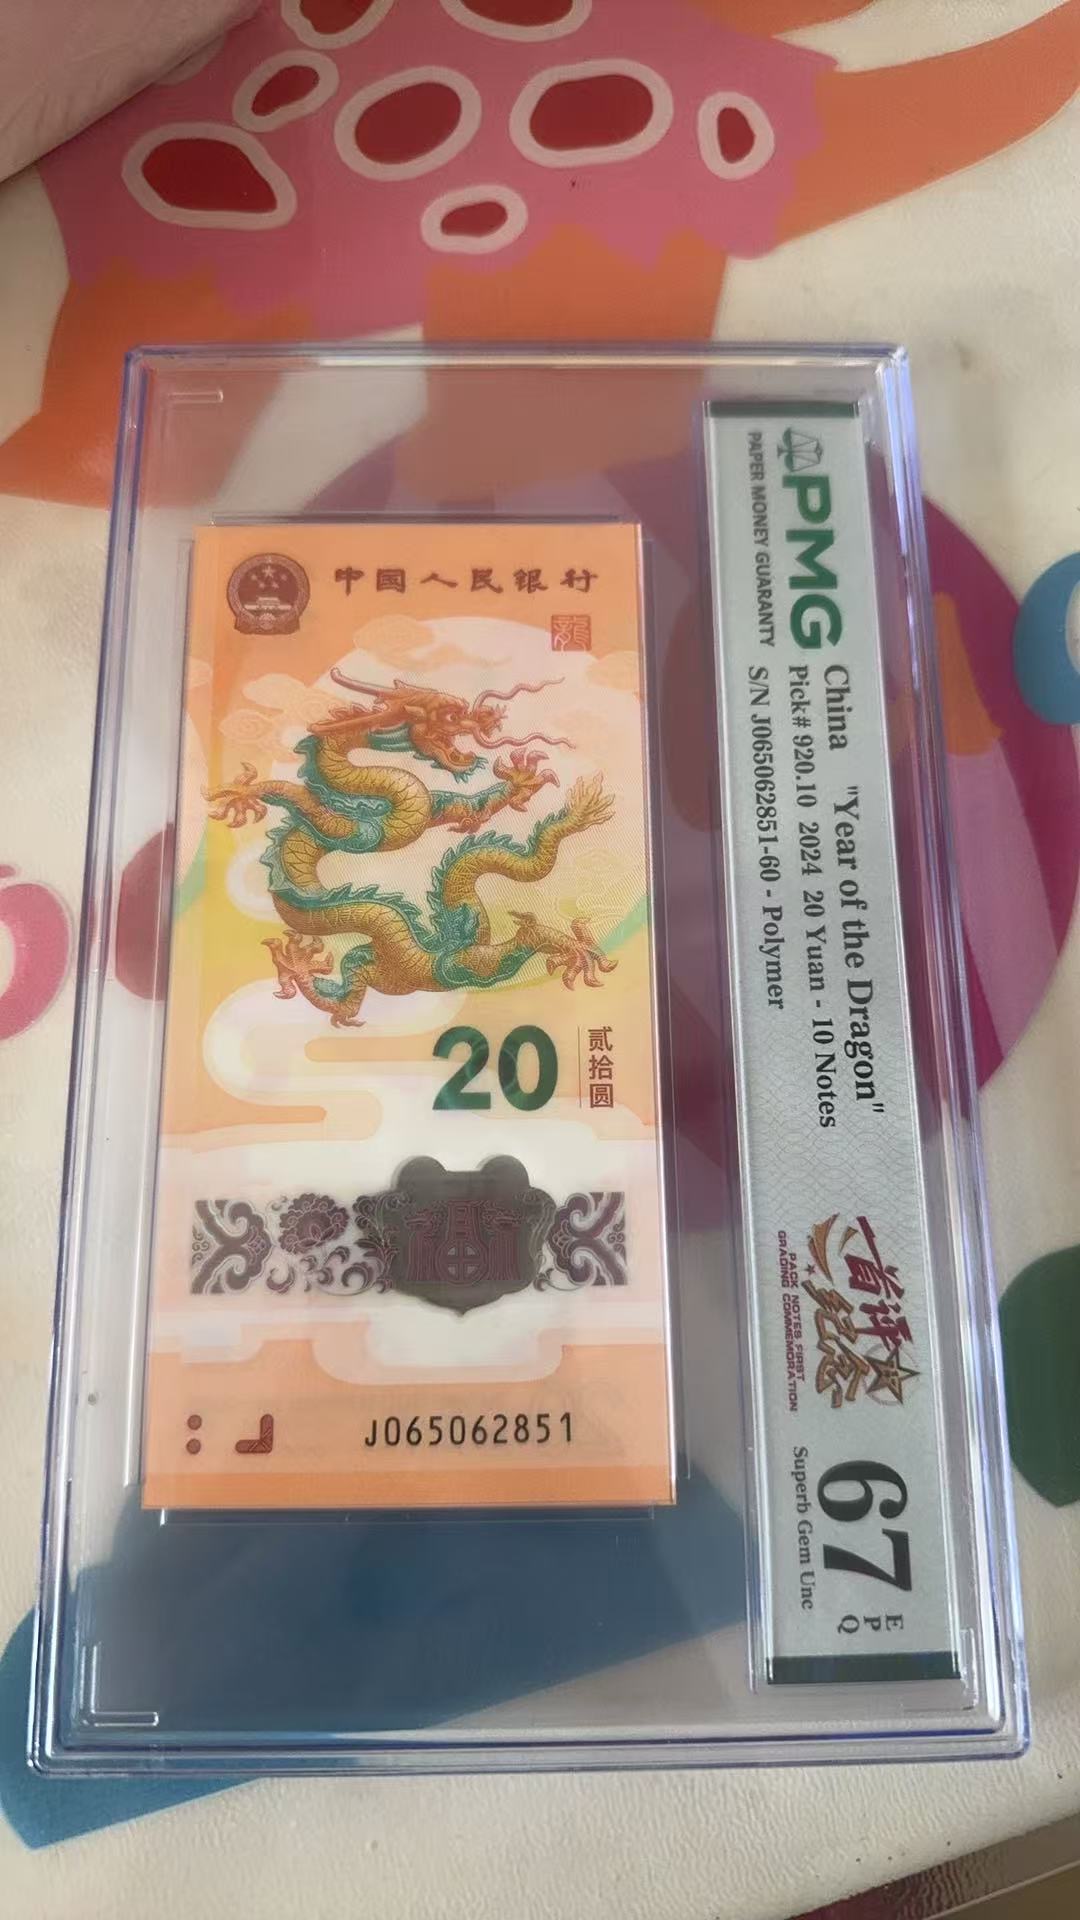 中国人民银行
龍
20
贰拾圆
福
J065062851
PMG
PAPER MONEY GUARANTY
China "Year of the Dragon"
Pick# 920.10 2024 20 Yuan - 10 Notes
S/N J065062851-60 - Polymer
首评纪念
PACK NOTES FIRST
GRADING COMMEMORATION
67
EPQ
Superb Gem Unc